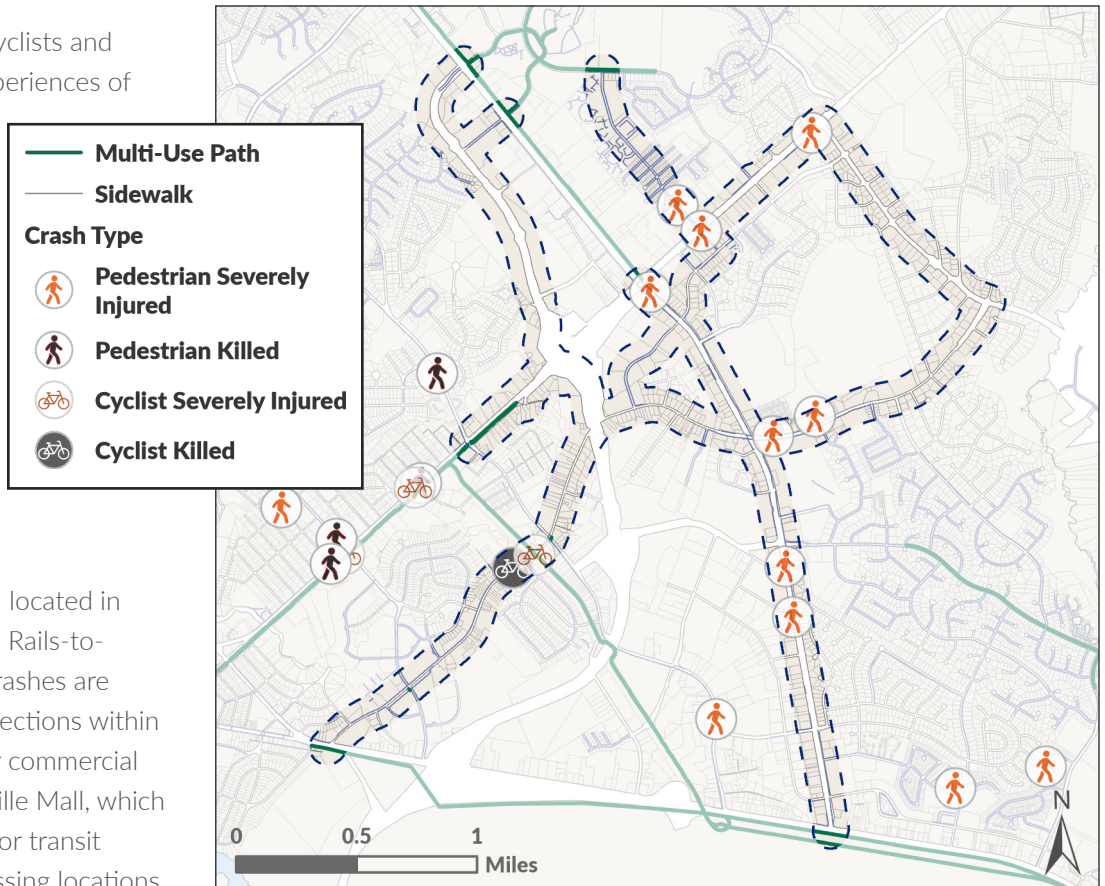 yclists and
periences of
Multi-Use Path
Sidewalk
Crash Type
Pedestrian Severely
Injured
Pedestrian Killed
Cyclist Severely Injured
Cyclist Killed
located in
Rails-to-
rashes are
ections within
commercial
ille Mall, which
or transit
ssing locations
0 0.5 1
Miles
N